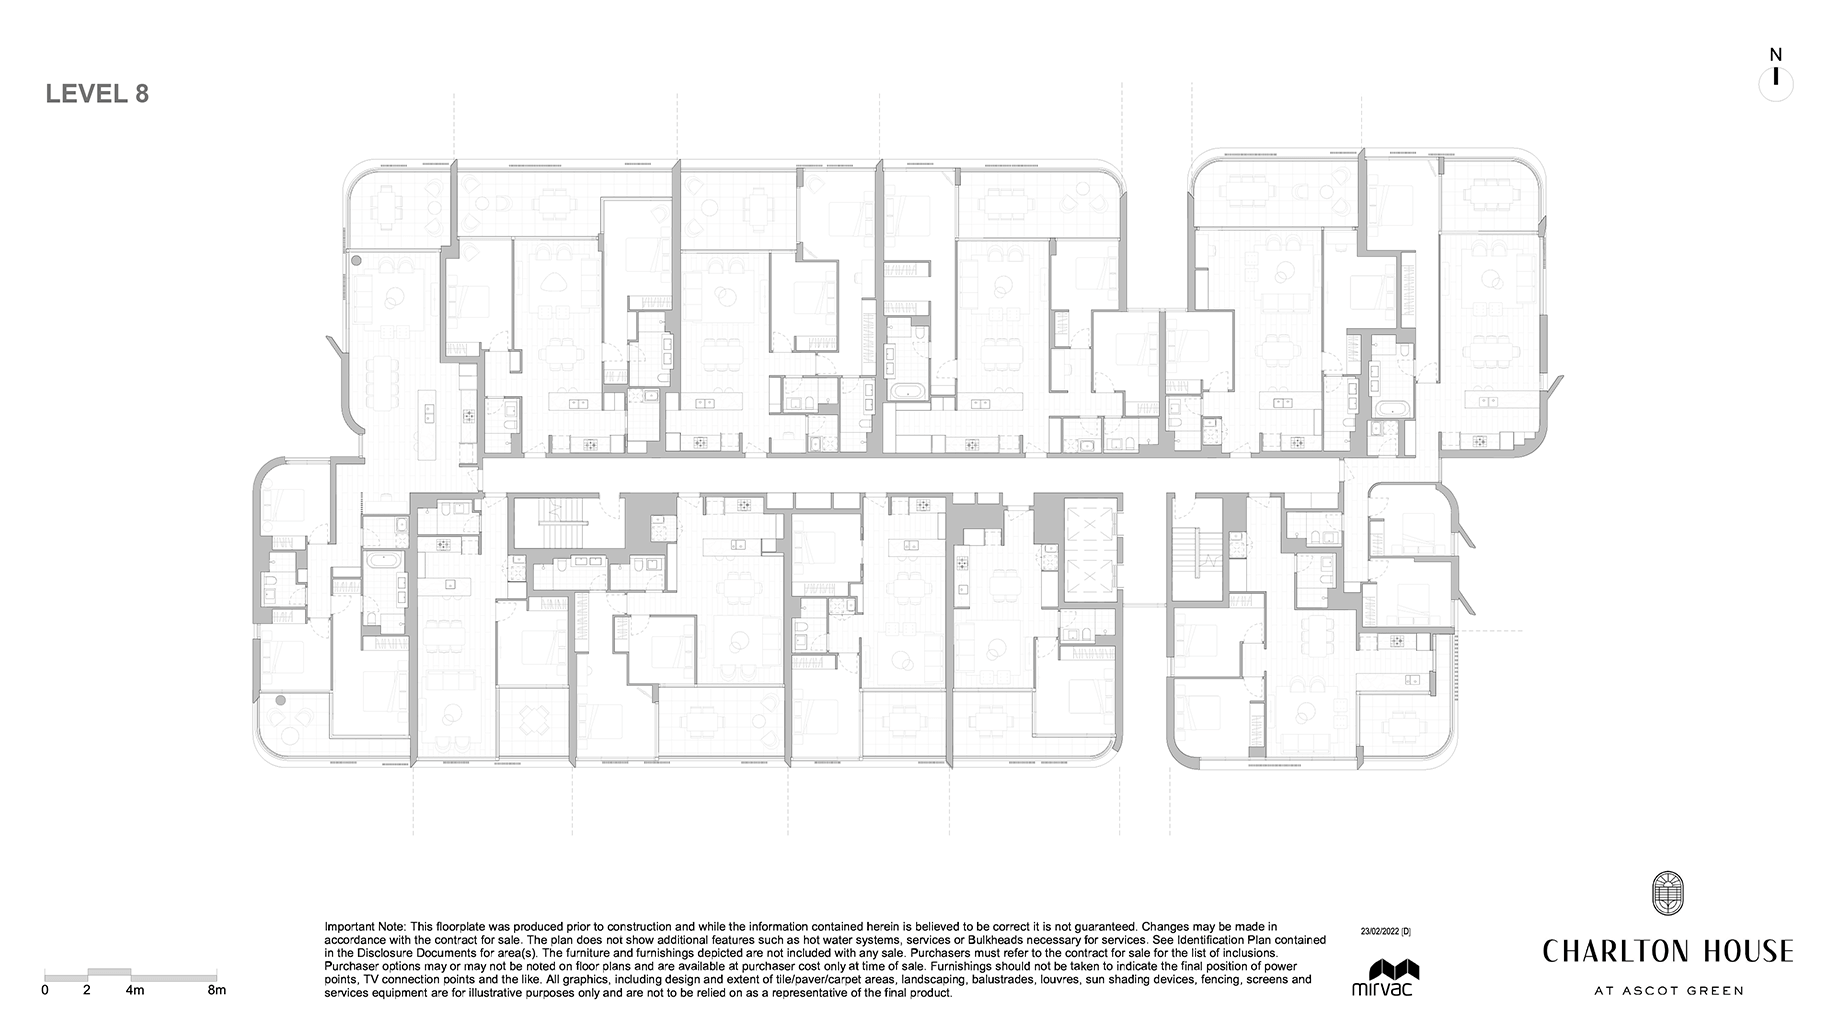 N
LEVEL 8
Important Note: This floorplate was produced prior to construction and while the information contained herein is believed to be correct it is not guaranteed. Changes may be made in
accordance with the contract for sale. The plan does not show additional features such as hot water systems, services or Bulkheads necessary for services. See Identification Plan contained
in the Disclosure Documents for area(s). The furniture and furnishings depicted are not included with any sale. Purchasers must refer to the contract for sale for the list of inclusions.
Purchaser options may or may not be noted on floor plans and are available at purchaser cost only at time of sale. Furnishings should not be taken to indicate the final position of power
points, TV connection points and the like. All graphics, including design and extent of tile/paver/carpet areas, landscaping, balustrades, louvres, sun shading devices, fencing, screens and
services equipment are for illustrative purposes only and are not to be relied on as a representative of the final product.
0 2 4m 8m
23/02/2022 [D]
mirvac
CHARLTON HOUSE
AT ASCOT GREEN